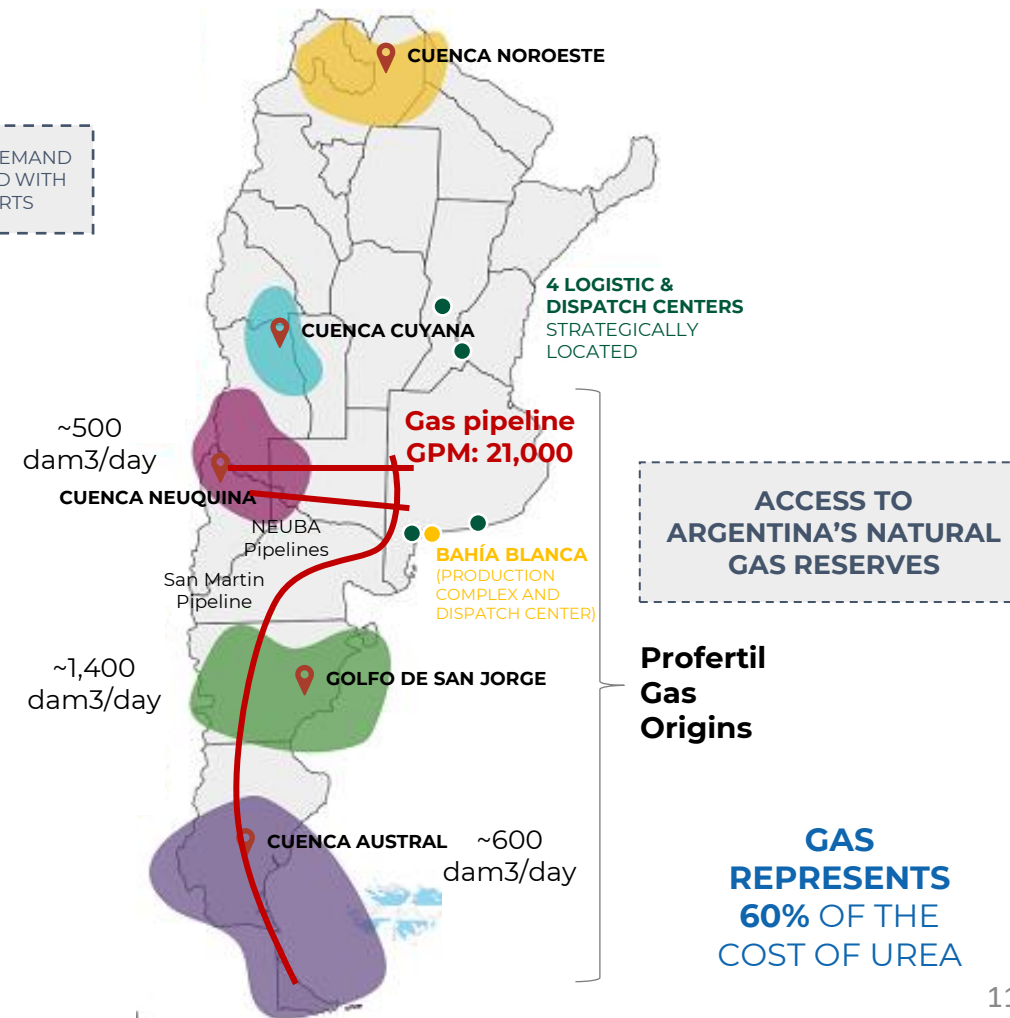 CUENCA NOROESTE
EMAND
D WITH
RTS
4 LOGISTIC &
DISPATCH CENTERS
STRATEGICALLY
LOCATED
CUENCA CUYANA
~500
dam3/day
Gas pipeline
GPM: 21,000
CUENCA NEUQUINA
NEUBA
Pipelines
San Martin
Pipeline
BAHÍA BLANCA
(PRODUCTION
COMPLEX AND
DISPATCH CENTER)
ACCESS TO
ARGENTINA’S NATURAL
GAS RESERVES
~1,400
dam3/day
GOLFO DE SAN JORGE
Profertil
Gas
Origins
CUENCA AUSTRAL
~600
dam3/day
GAS
REPRESENTS
60% OF THE
COST OF UREA
11